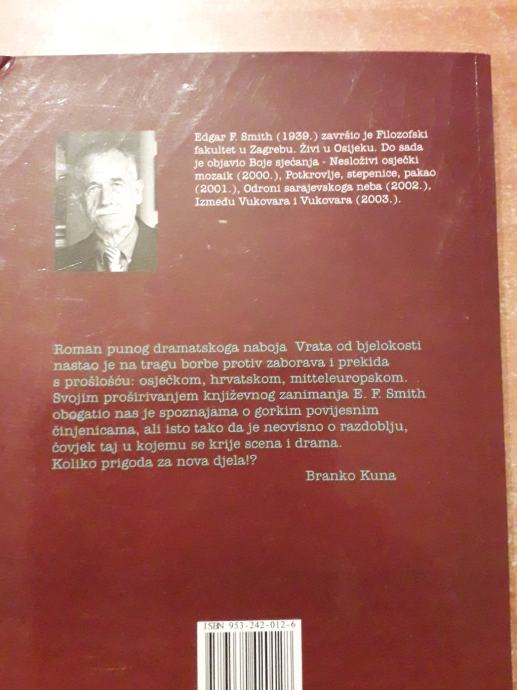 Edgar F. Smith (1939.) završio je Filozofski
fakultet u Zagrebu. Živi u Osijeku. Do sada
je objavio Boje sjećanja - Nesloživi osječki
mozaik (2000.), Potkrovlje, stepenice, pakao
(2001.), Odroni sarajevskoga neba (2002.),
Između Vukovara i Vukovara (2003.).
Roman punog dramatskoga naboja Vrata od bjelokosti
nastao je na tragu borbe protiv zaborava i prekida
s prošlošću: osječkom, hrvatskom, mitteleuropskom.
Svojim proširivanjem književnog zanimanja E. F. Smith
obogatio nas je spoznajama o gorkim povijesnim
činjenicama, ali isto tako da je neovisno o razdoblju,
čovjek taj u kojemu se krije scena i drama.
Koliko prigoda za nova djela!?
Branko Kuna
ISBN 953-242-012-6